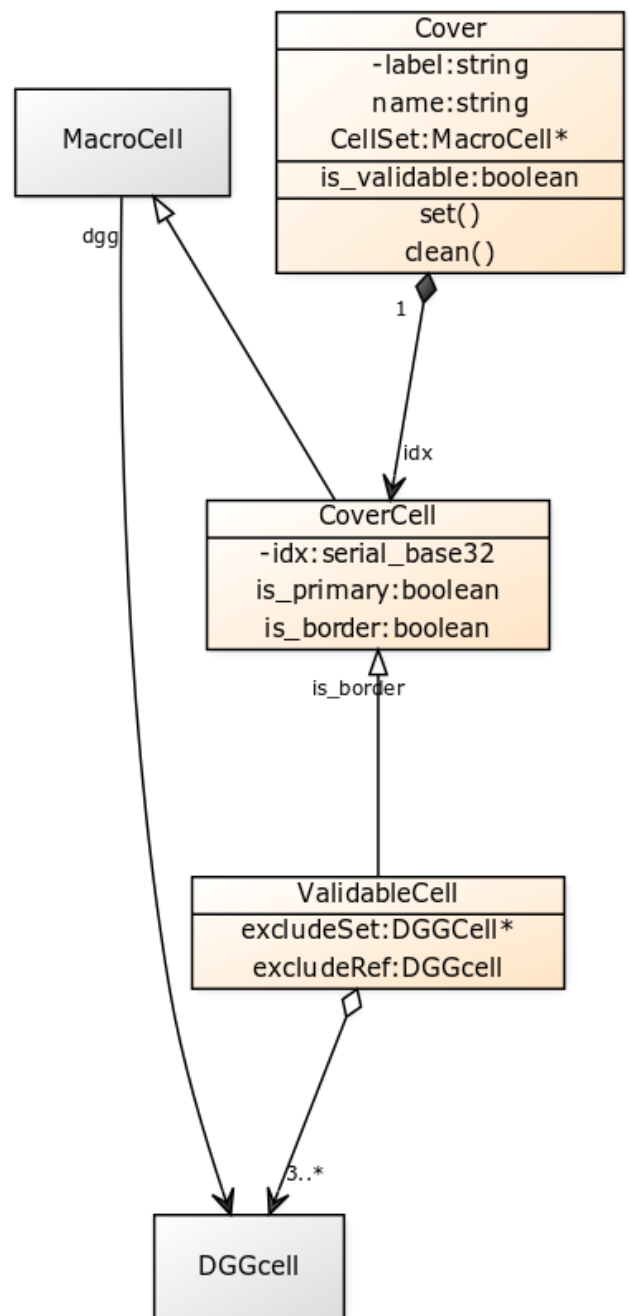 Cover
-label:string
name:string
CellSet:MacroCell*
is_validable:boolean
set()
clean()
MacroCell
dgg
1
idx
CoverCell
-idx:serial_base32
is_primary:boolean
is_border:boolean
is_border
ValidableCell
excludeSet:DGGCell*
excludeRef:DGGcell
3..*
DGGcell